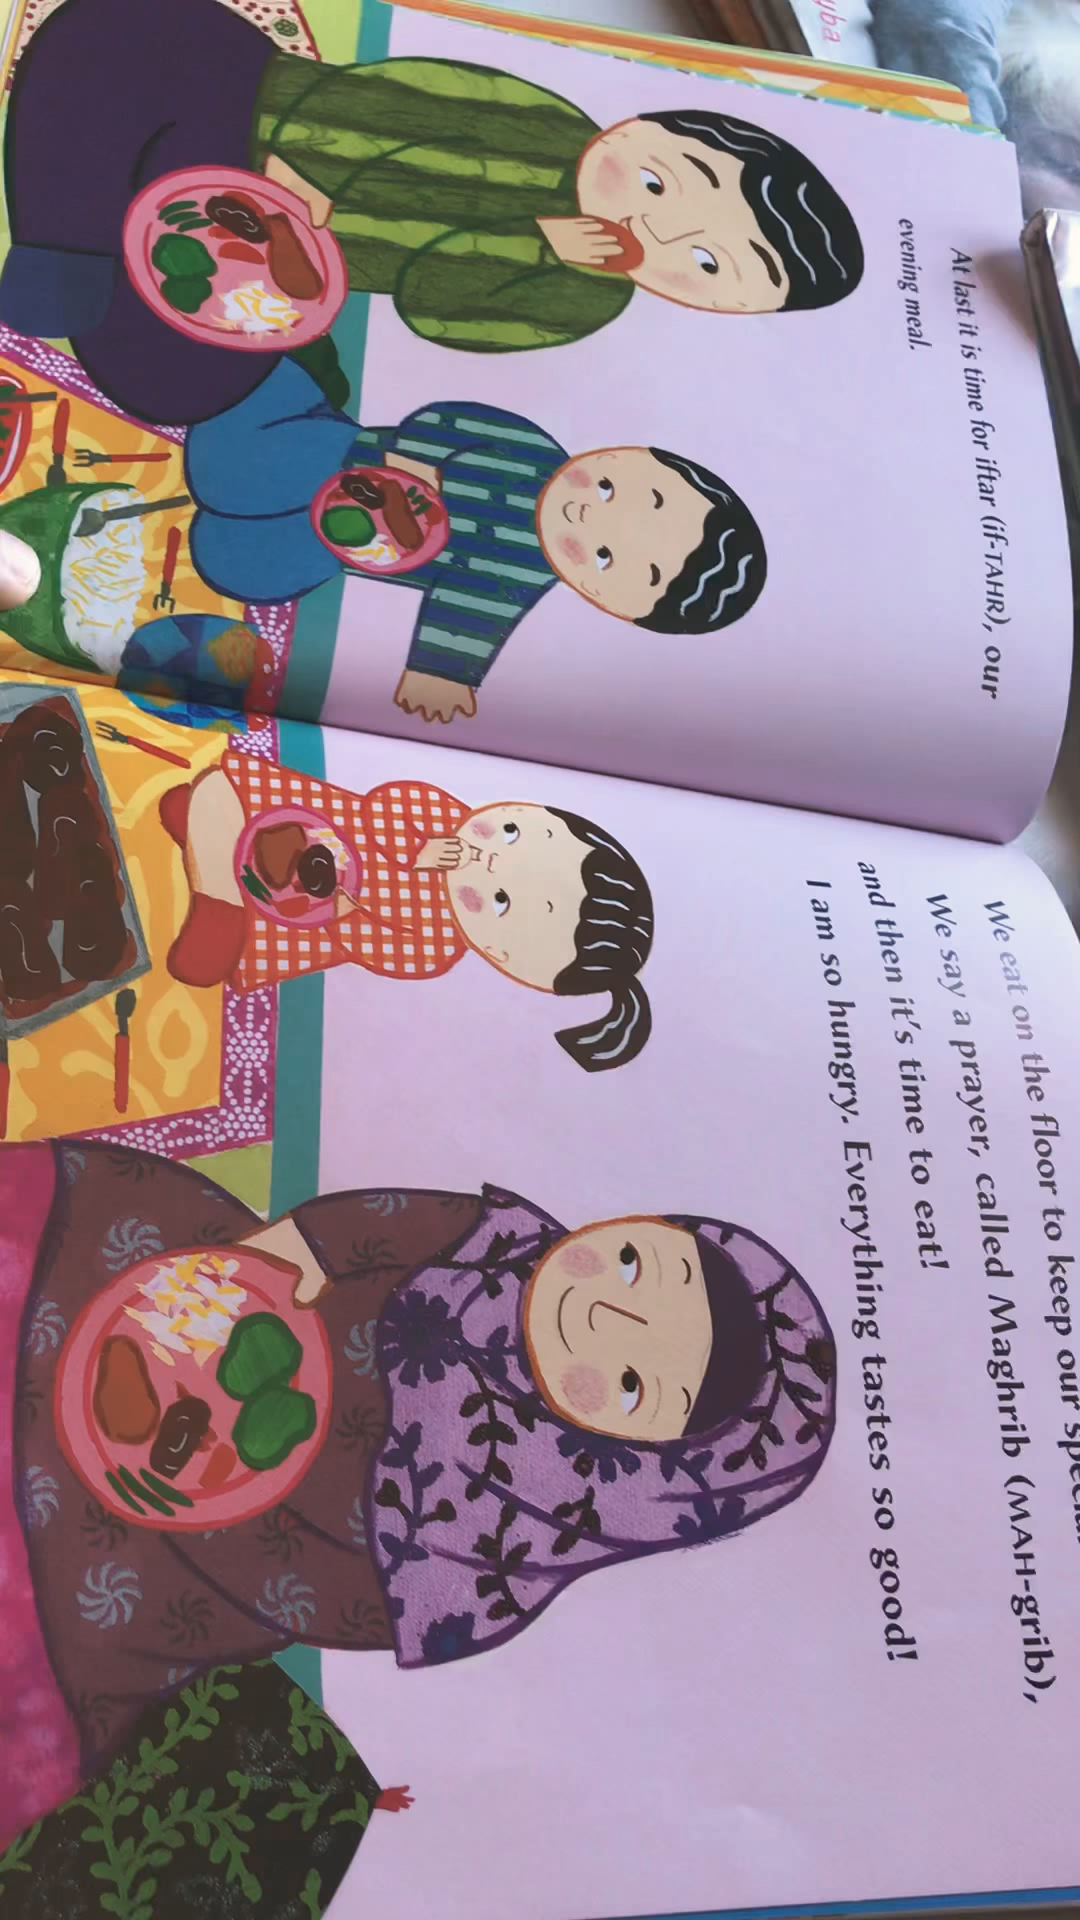 At last it is time for iftar (if-TAHR), our
evening meal.
We eat on the floor to keep our
We say a prayer, called Maghrib (MAH-grib),
and then it's time to eat!
I am so hungry. Everything tastes so good!
yba